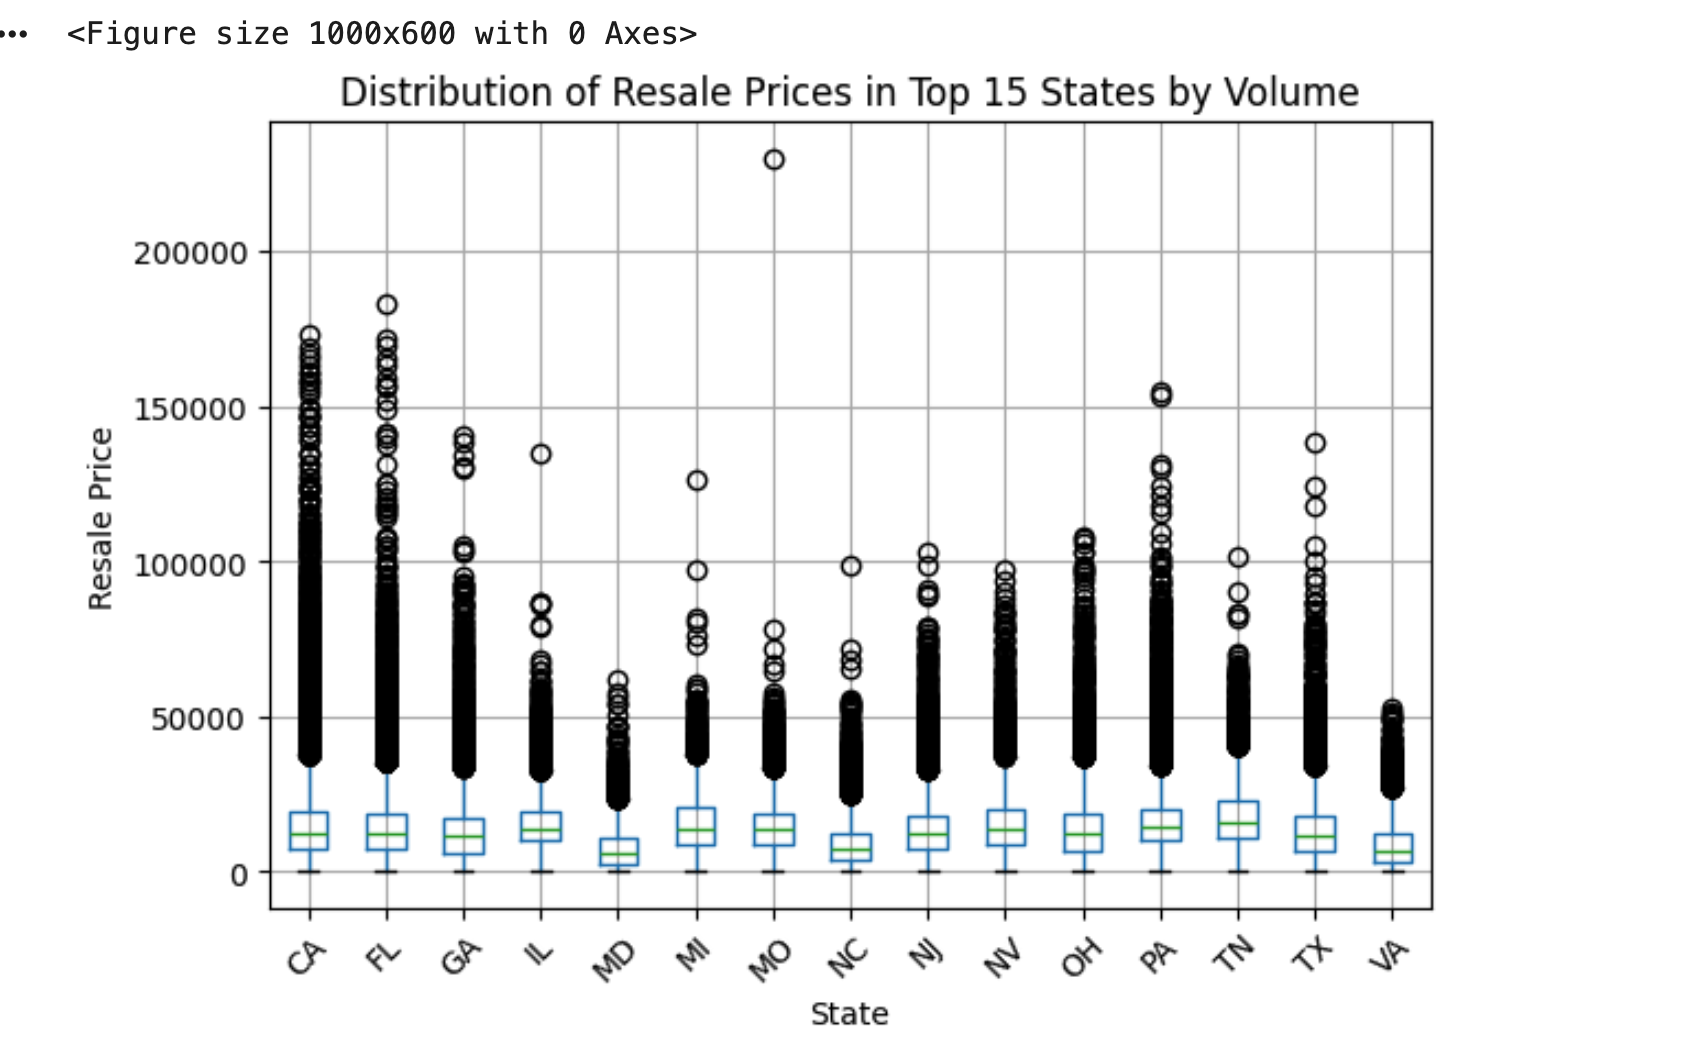 ••• <Figure size 1000x600 with 0 Axes>
Distribution of Resale Prices in Top 15 States by Volume
Resale Price
200000
150000
100000
50000
0
CA FL GA IL MD MI MO NC NJ NV OH PA TN TX VA
State